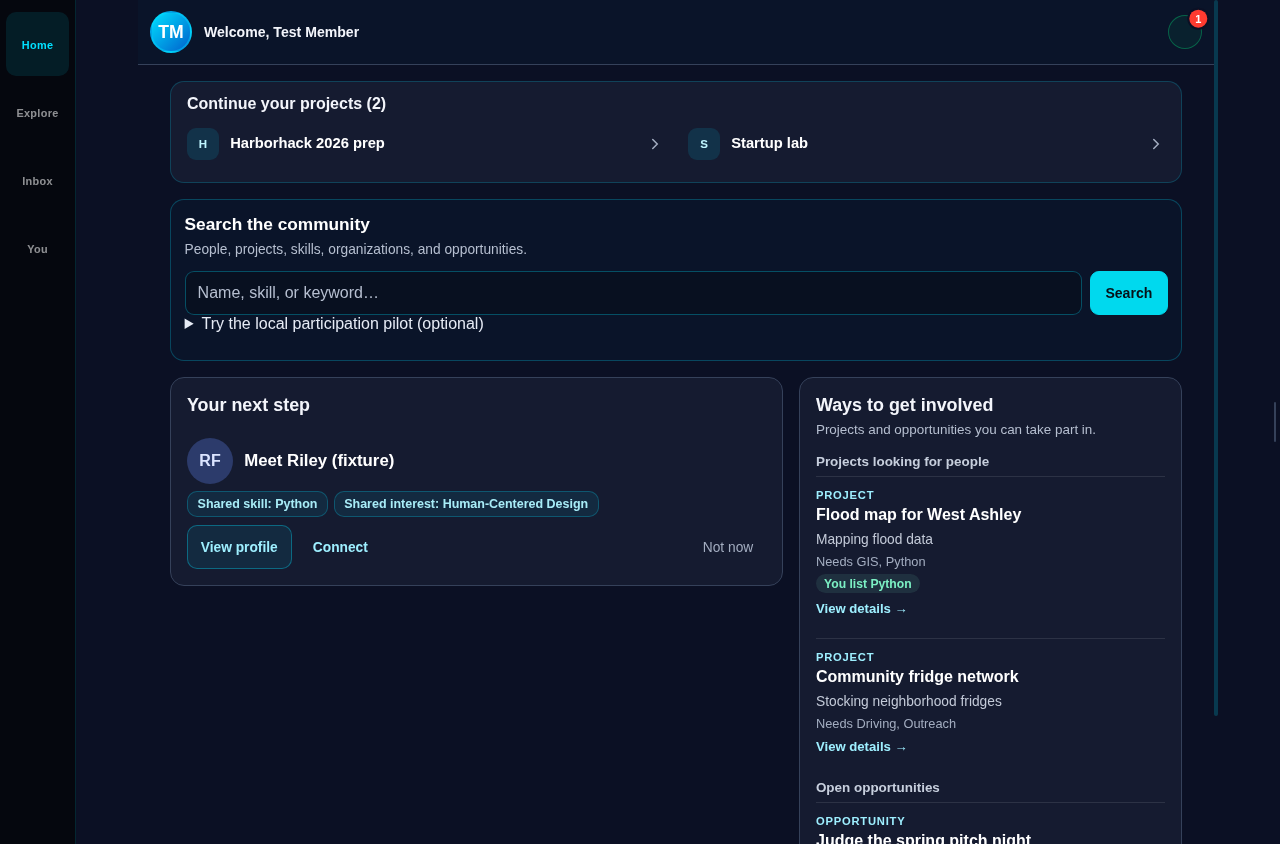 Home
Explore
Inbox
You
TM
Welcome, Test Member
1
Continue your projects (2)
H
Harborhack 2026 prep
S
Startup lab
Search the community
People, projects, skills, organizations, and opportunities.
Name, skill, or keyword…
Search
Try the local participation pilot (optional)
Your next step
RF
Meet Riley (fixture)
Shared skill: Python
Shared interest: Human-Centered Design
View profile
Connect
Not now
Ways to get involved
Projects and opportunities you can take part in.
Projects looking for people
PROJECT
Flood map for West Ashley
Mapping flood data
Needs GIS, Python
You list Python
View details →
PROJECT
Community fridge network
Stocking neighborhood fridges
Needs Driving, Outreach
View details →
Open opportunities
OPPORTUNITY
Judge the spring pitch night